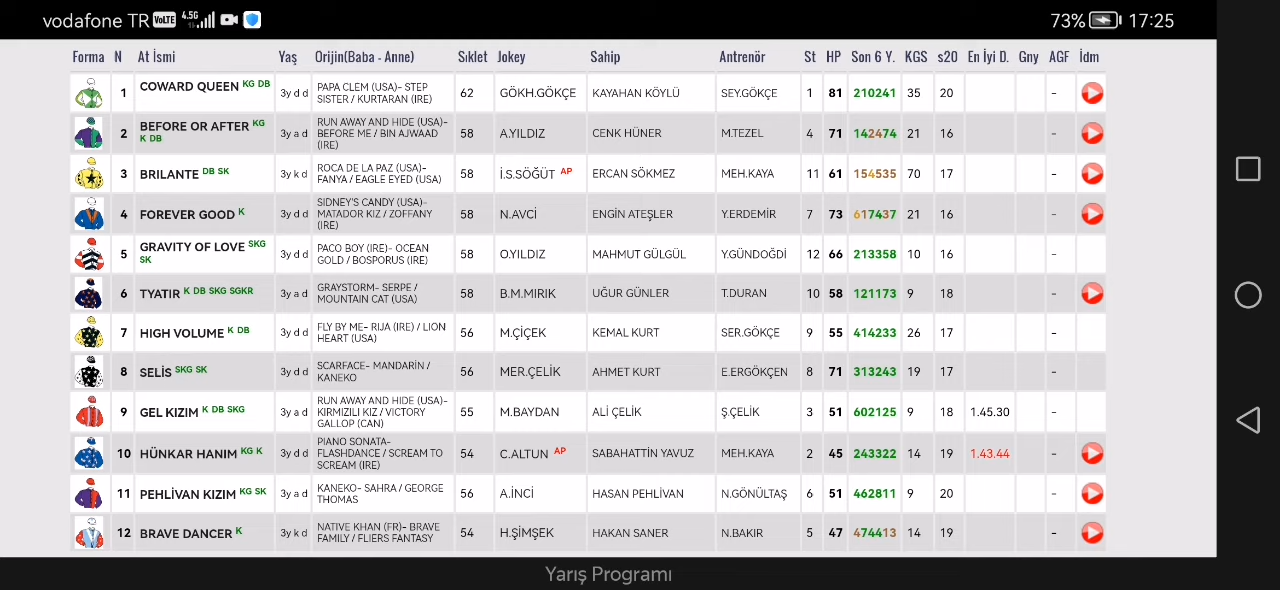 vodafone TR VoLTE 4.5G 73% 17:25
Forma N At İsmi Yaş Orijin(Baba - Anne) Sıklet Jokey Sahip Antrenör St HP Son 6 Y. KGS s20 En İyi D. Gny AGF İdm
1 COWARD QUEEN KG DB 3y d d PAPA CLEM (USA)- STEP 62 GÖKH.GÖKÇE KAYAHAN KÖYLÜ SEY.GÖKÇE 1 81 210241 35 20 -
SISTER / KURTARAN (IRE)
2 BEFORE OR AFTER KG 3y a d RUN AWAY AND HIDE (USA)- 58 A.YILDIZ CENK HÜNER M.TEZEL 4 71 142474 21 16 -
K DB BEFORE ME / BIN AJWAAD
(IRE)
3 BRILANTE DB SK 3y k d ROCA DE LA PAZ (USA)- 58 İ.S.SÖĞÜT AP ERCAN SÖKMEZ MEH.KAYA 11 61 154535 70 17 -
FANYA / EAGLE EYED (USA)
4 FOREVER GOOD K 3y d d SIDNEY'S CANDY (USA)- 58 N.AVCİ ENGİN ATEŞLER Y.ERDEMİR 7 73 617437 21 16 -
MATADOR KIZ / ZOFFANY
(IRE)
5 GRAVITY OF LOVE SKG 3y d d PACO BOY (IRE)- OCEAN 58 O.YILDIZ MAHMUT GÜLGÜL Y.GÜNDOĞDİ 12 66 213358 10 16 -
SK GOLD / BOSPORUS (IRE)
6 TYATIR K DB SKG SGKR 3y a d GRAYSTORM- SERPE / 58 B.M.MIRIK UĞUR GÜNLER T.DURAN 10 58 121173 9 18 -
MOUNTAIN CAT (USA)
7 HIGH VOLUME K DB 3y d d FLY BY ME- RIJA (IRE) / LION 56 M.ÇİÇEK KEMAL KURT SER.GÖKÇE 9 55 414233 26 17 -
HEART (USA)
8 SELİS SKG SK 3y d d SCARFACE- MANDARİN / 56 MER.ÇELİK AHMET KURT E.ERGÖKÇEN 8 71 313243 19 17 -
KANEKO
9 GEL KIZIM K DB SKG 3y a d RUN AWAY AND HIDE (USA)- 55 M.BAYDAN ALİ ÇELİK Ş.ÇELİK 3 51 602125 9 18 1.45.30 -
KIRMIZILI KIZ / VICTORY
GALLOP (CAN)
10 HÜNKAR HANIM KG K 3y d d PIANO SONATA- 54 C.ALTUN AP SABAHATTİN YAVUZ MEH.KAYA 2 45 243322 14 19 1.43.44 -
FLASHDANCE / SCREAM TO
SCREAM (IRE)
11 PEHLİVAN KIZIM KG SK 3y a d KANEKO- SAHRA / GEORGE 56 A.İNCİ HASAN PEHLİVAN N.GÖNÜLTAŞ 6 51 462811 9 20 -
THOMAS
12 BRAVE DANCER K 3y k d NATIVE KHAN (FR)- BRAVE 54 H.ŞİMŞEK HAKAN SANER N.BAKIR 5 47 474413 14 19 -
FAMILY / FLIERS FANTASY
Yarış Programı